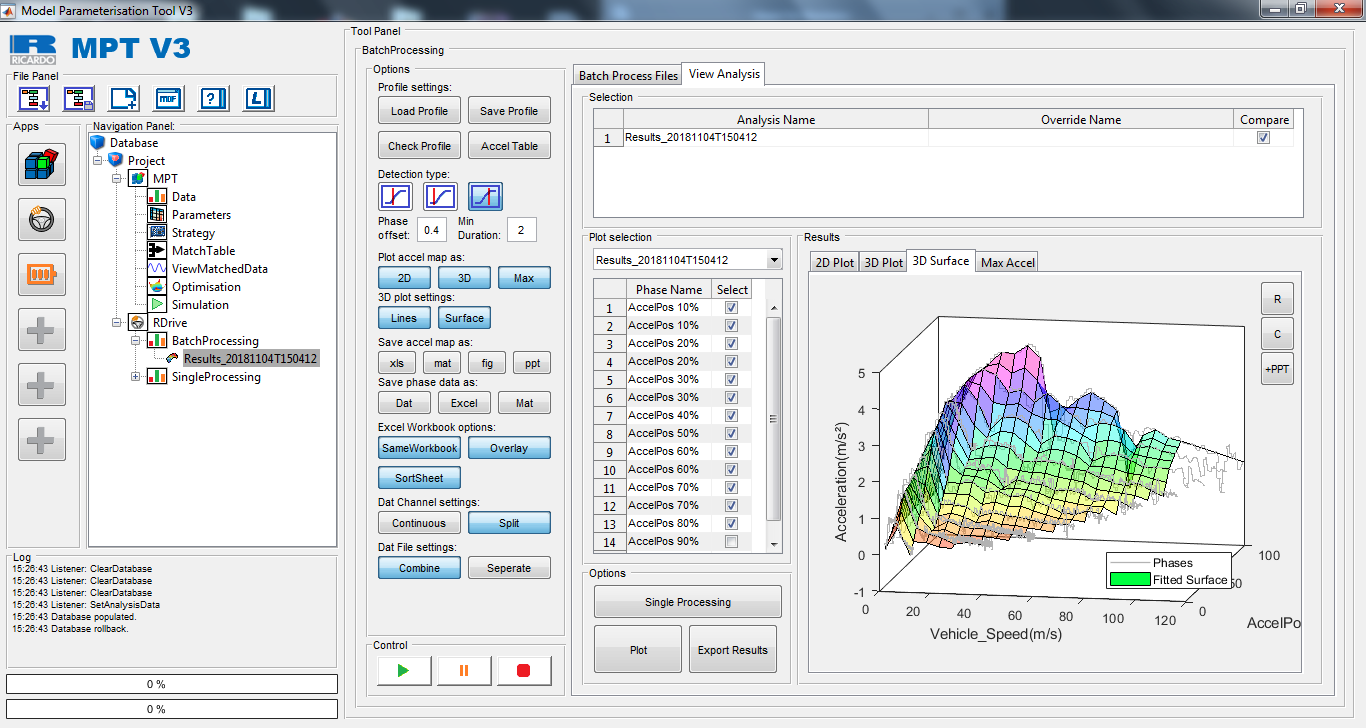 Model Parameterisation Tool V3
RICARDO
MPT V3
File Panel
MDF
?
L
Apps
Navigation Panel:
Database
Project
MPT
Data
Parameters
Strategy
MatchTable
ViewMatchedData
Optimisation
Simulation
RDrive
BatchProcessing
Results_20181104T150412
SingleProcessing
Log
15:26:43 Listener: ClearDatabase
15:26:43 Listener: ClearDatabase
15:26:43 Listener: ClearDatabase
15:26:43 Listener: SetAnalysisData
15:26:43 Database populated.
15:26:43 Database rollback.
0 %
0 %
Tool Panel
BatchProcessing
Options
Profile settings:
Load Profile Save Profile
Check Profile Accel Table
Detection type:
Phase offset: 0.4 Min Duration: 2
Plot accel map as:
2D 3D Max
3D plot settings:
Lines Surface
Save accel map as:
xls mat fig ppt
Save phase data as:
Dat Excel Mat
Excel Workbook options:
SameWorkbook Overlay
SortSheet
Dat Channel settings:
Continuous Split
Dat File settings:
Combine Seperate
Control
Batch Process Files View Analysis
Selection
Analysis Name Override Name Compare
1 Results_20181104T150412
Plot selection
Results_20181104T150412
Phase Name Select
1 AccelPos 10%
2 AccelPos 10%
3 AccelPos 20%
4 AccelPos 20%
5 AccelPos 30%
6 AccelPos 30%
7 AccelPos 40%
8 AccelPos 50%
9 AccelPos 60%
10 AccelPos 60%
11 AccelPos 70%
12 AccelPos 70%
13 AccelPos 80%
14 AccelPos 90%
Options
Single Processing
Plot Export Results
Results
2D Plot 3D Plot 3D Surface Max Accel
R
C
+PPT
5
4
3
2
1
0
-1
Acceleration(m/s²)
0 20 40 60 80 100 120
Vehicle_Speed(m/s)
0 50 100
AccelPo
Phases
Fitted Surface